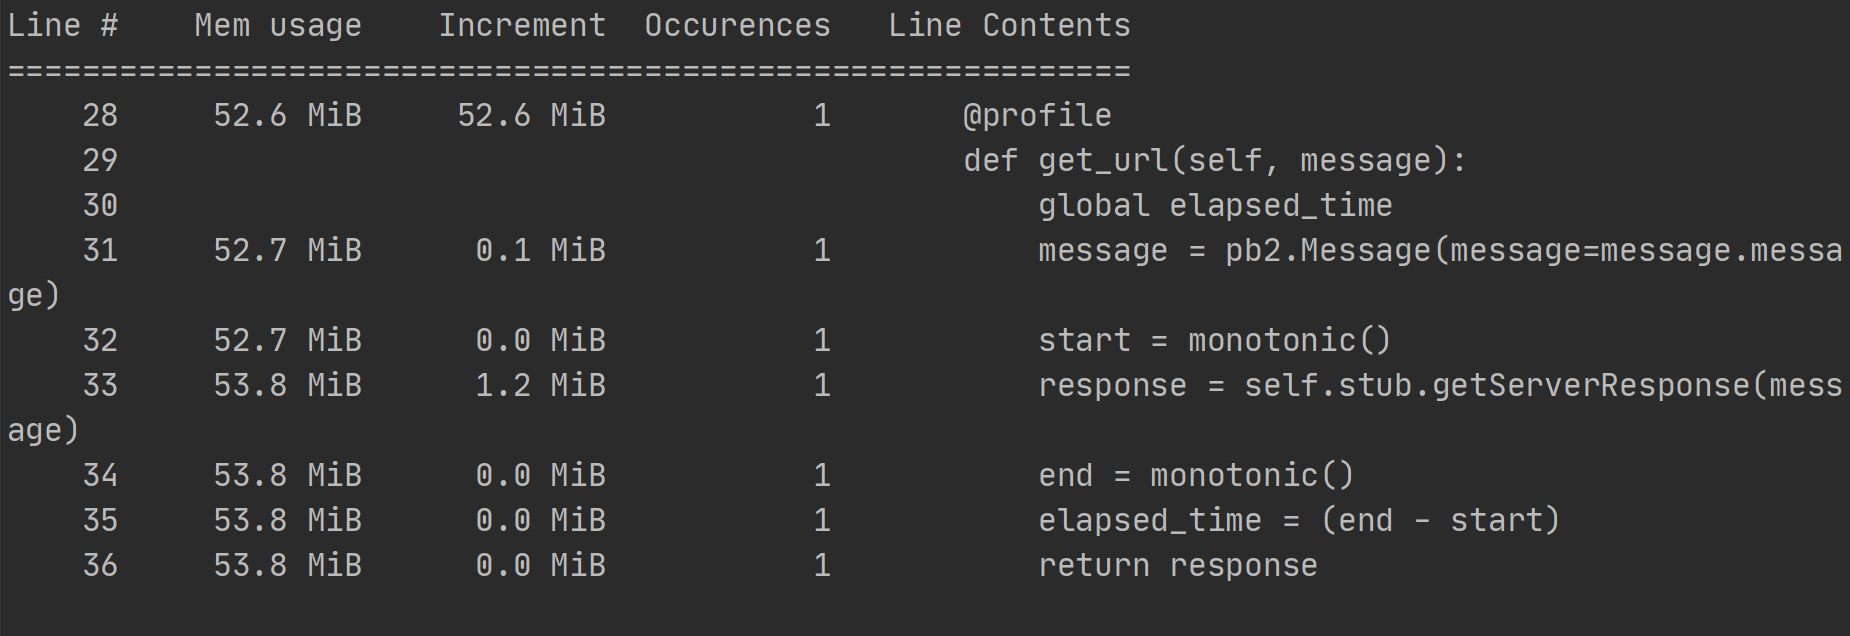 Line #    Mem usage    Increment  Occurences   Line Contents
============================================================
    28     52.6 MiB     52.6 MiB           1       @profile
    29                                             def get_url(self, message):
    30                                                 global elapsed_time
    31     52.7 MiB      0.1 MiB           1           message = pb2.Message(message=message.messa
ge)
    32     52.7 MiB      0.0 MiB           1           start = monotonic()
    33     53.8 MiB      1.2 MiB           1           response = self.stub.getServerResponse(mess
age)
    34     53.8 MiB      0.0 MiB           1           end = monotonic()
    35     53.8 MiB      0.0 MiB           1           elapsed_time = (end - start)
    36     53.8 MiB      0.0 MiB           1           return response